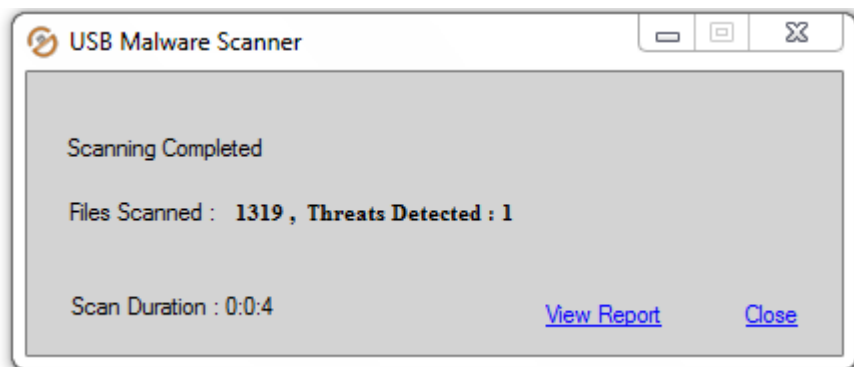 USB Malware Scanner
Scanning Completed
Files Scanned : 1319 , Threats Detected : 1
Scan Duration : 0:0:4
View Report Close